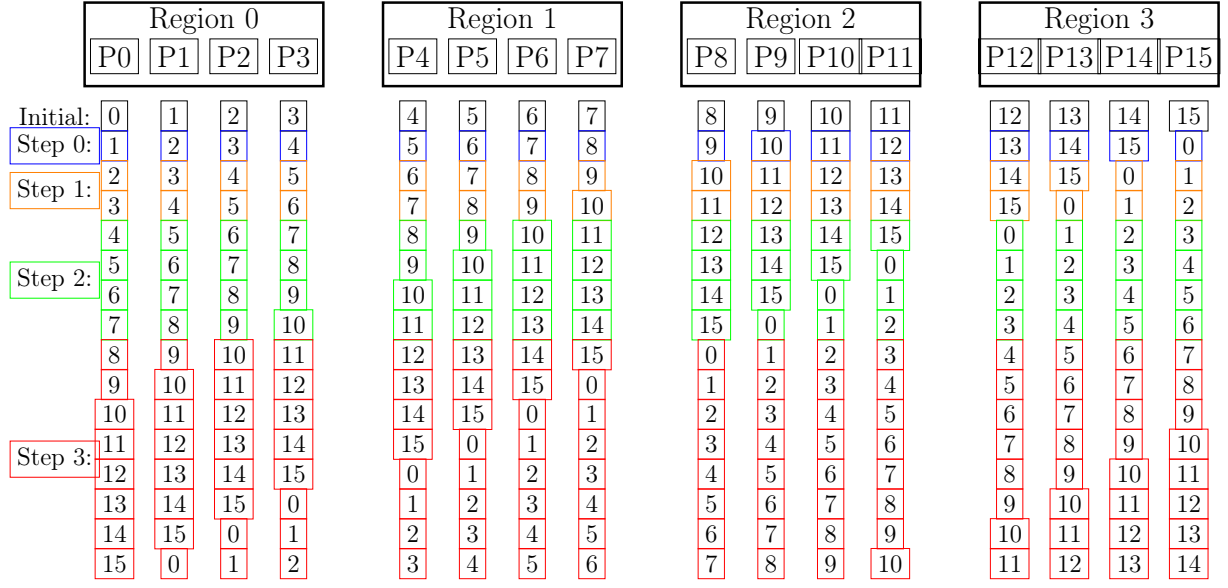 Region 0 Region 1 Region 2 Region 3
P0 P1 P2 P3 P4 P5 P6 P7 P8 P9 P10 P11 P12 P13 P14 P15
Initial: 0 1 2 3 4 5 6 7 8 9 10 11 12 13 14 15
Step 0: 1 2 3 4 5 6 7 8 9 10 11 12 13 14 15 0
2 3 4 5 6 7 8 9 10 11 12 13 14 15 0 1
Step 1:
3 4 5 6 7 8 9 10 11 12 13 14 15 0 1 2
4 5 6 7 8 9 10 11 12 13 14 15 0 1 2 3
5 6 7 8 9 10 11 12 13 14 15 0 1 2 3 4
Step 2:
6 7 8 9 10 11 12 13 14 15 0 1 2 3 4 5
7 8 9 10 11 12 13 14 15 0 1 2 3 4 5 6
8 9 10 11 12 13 14 15 0 1 2 3 4 5 6 7
9 10 11 12 13 14 15 0 1 2 3 4 5 6 7 8
10 11 12 13 14 15 0 1 2 3 4 5 6 7 8 9
11 12 13 14 15 0 1 2 3 4 5 6 7 8 9 10
Step 3:
12 13 14 15 0 1 2 3 4 5 6 7 8 9 10 11
13 14 15 0 1 2 3 4 5 6 7 8 9 10 11 12
14 15 0 1 2 3 4 5 6 7 8 9 10 11 12 13
15 0 1 2 3 4 5 6 7 8 9 10 11 12 13 14